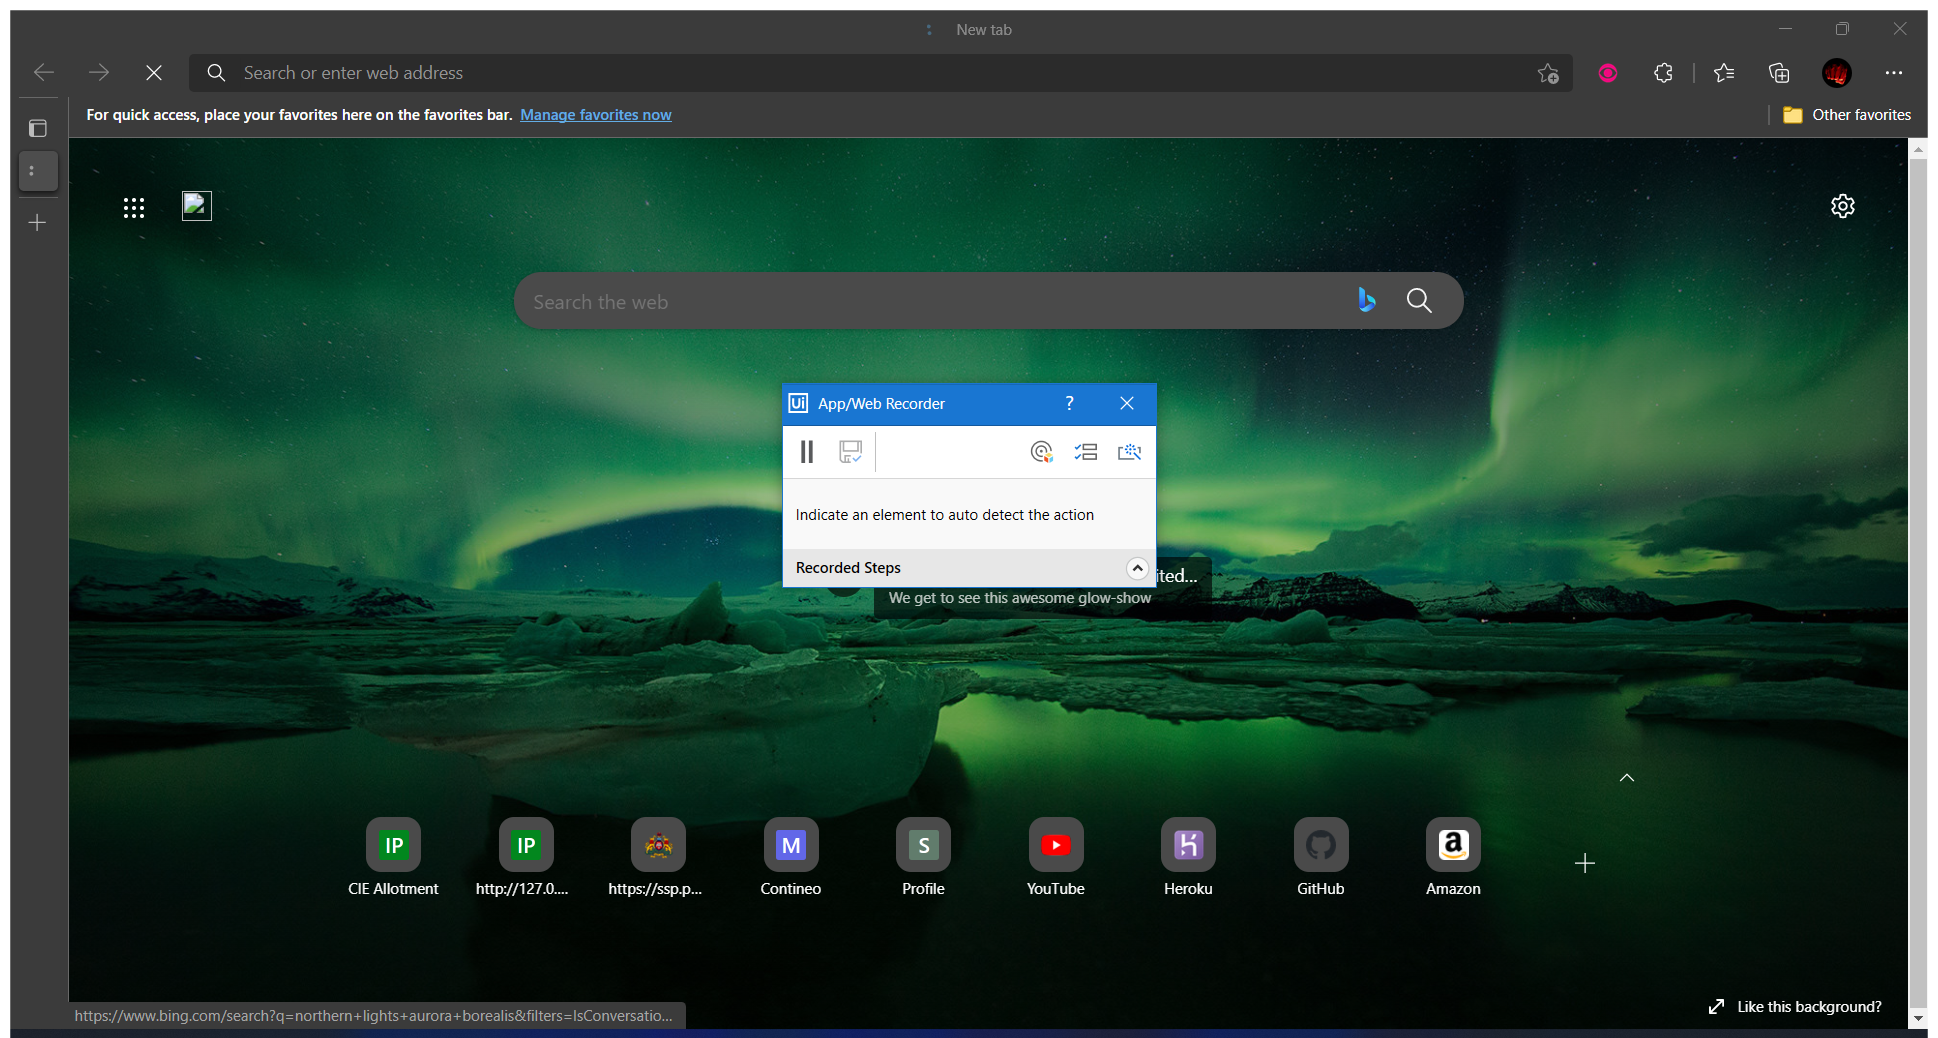 New tab
Search or enter web address
For quick access, place your favorites here on the favorites bar. Manage favorites now
Other favorites
Search the web
Ui App/Web Recorder ?
Indicate an element to auto detect the action
Recorded Steps
ited...
We get to see this awesome glow-show
IP
IP
M
S
a
CIE Allotment
http://127.0....
https://ssp.p...
Contineo
Profile
YouTube
Heroku
GitHub
Amazon
Like this background?
https://www.bing.com/search?q=northern+lights+aurora+borealis&filters=IsConversatio...